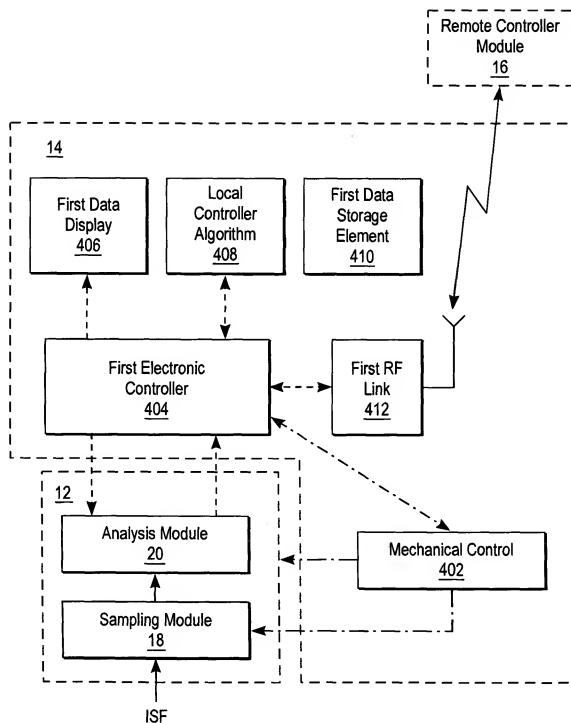 Remote Controller
Module
16
14
First Data
Display
406
Local
Controller
Algorithm
408
First Data
Storage
Element
410
First Electronic
Controller
404
First RF
Link
412
12
Analysis Module
20
Mechanical Control
402
Sampling Module
18
ISF